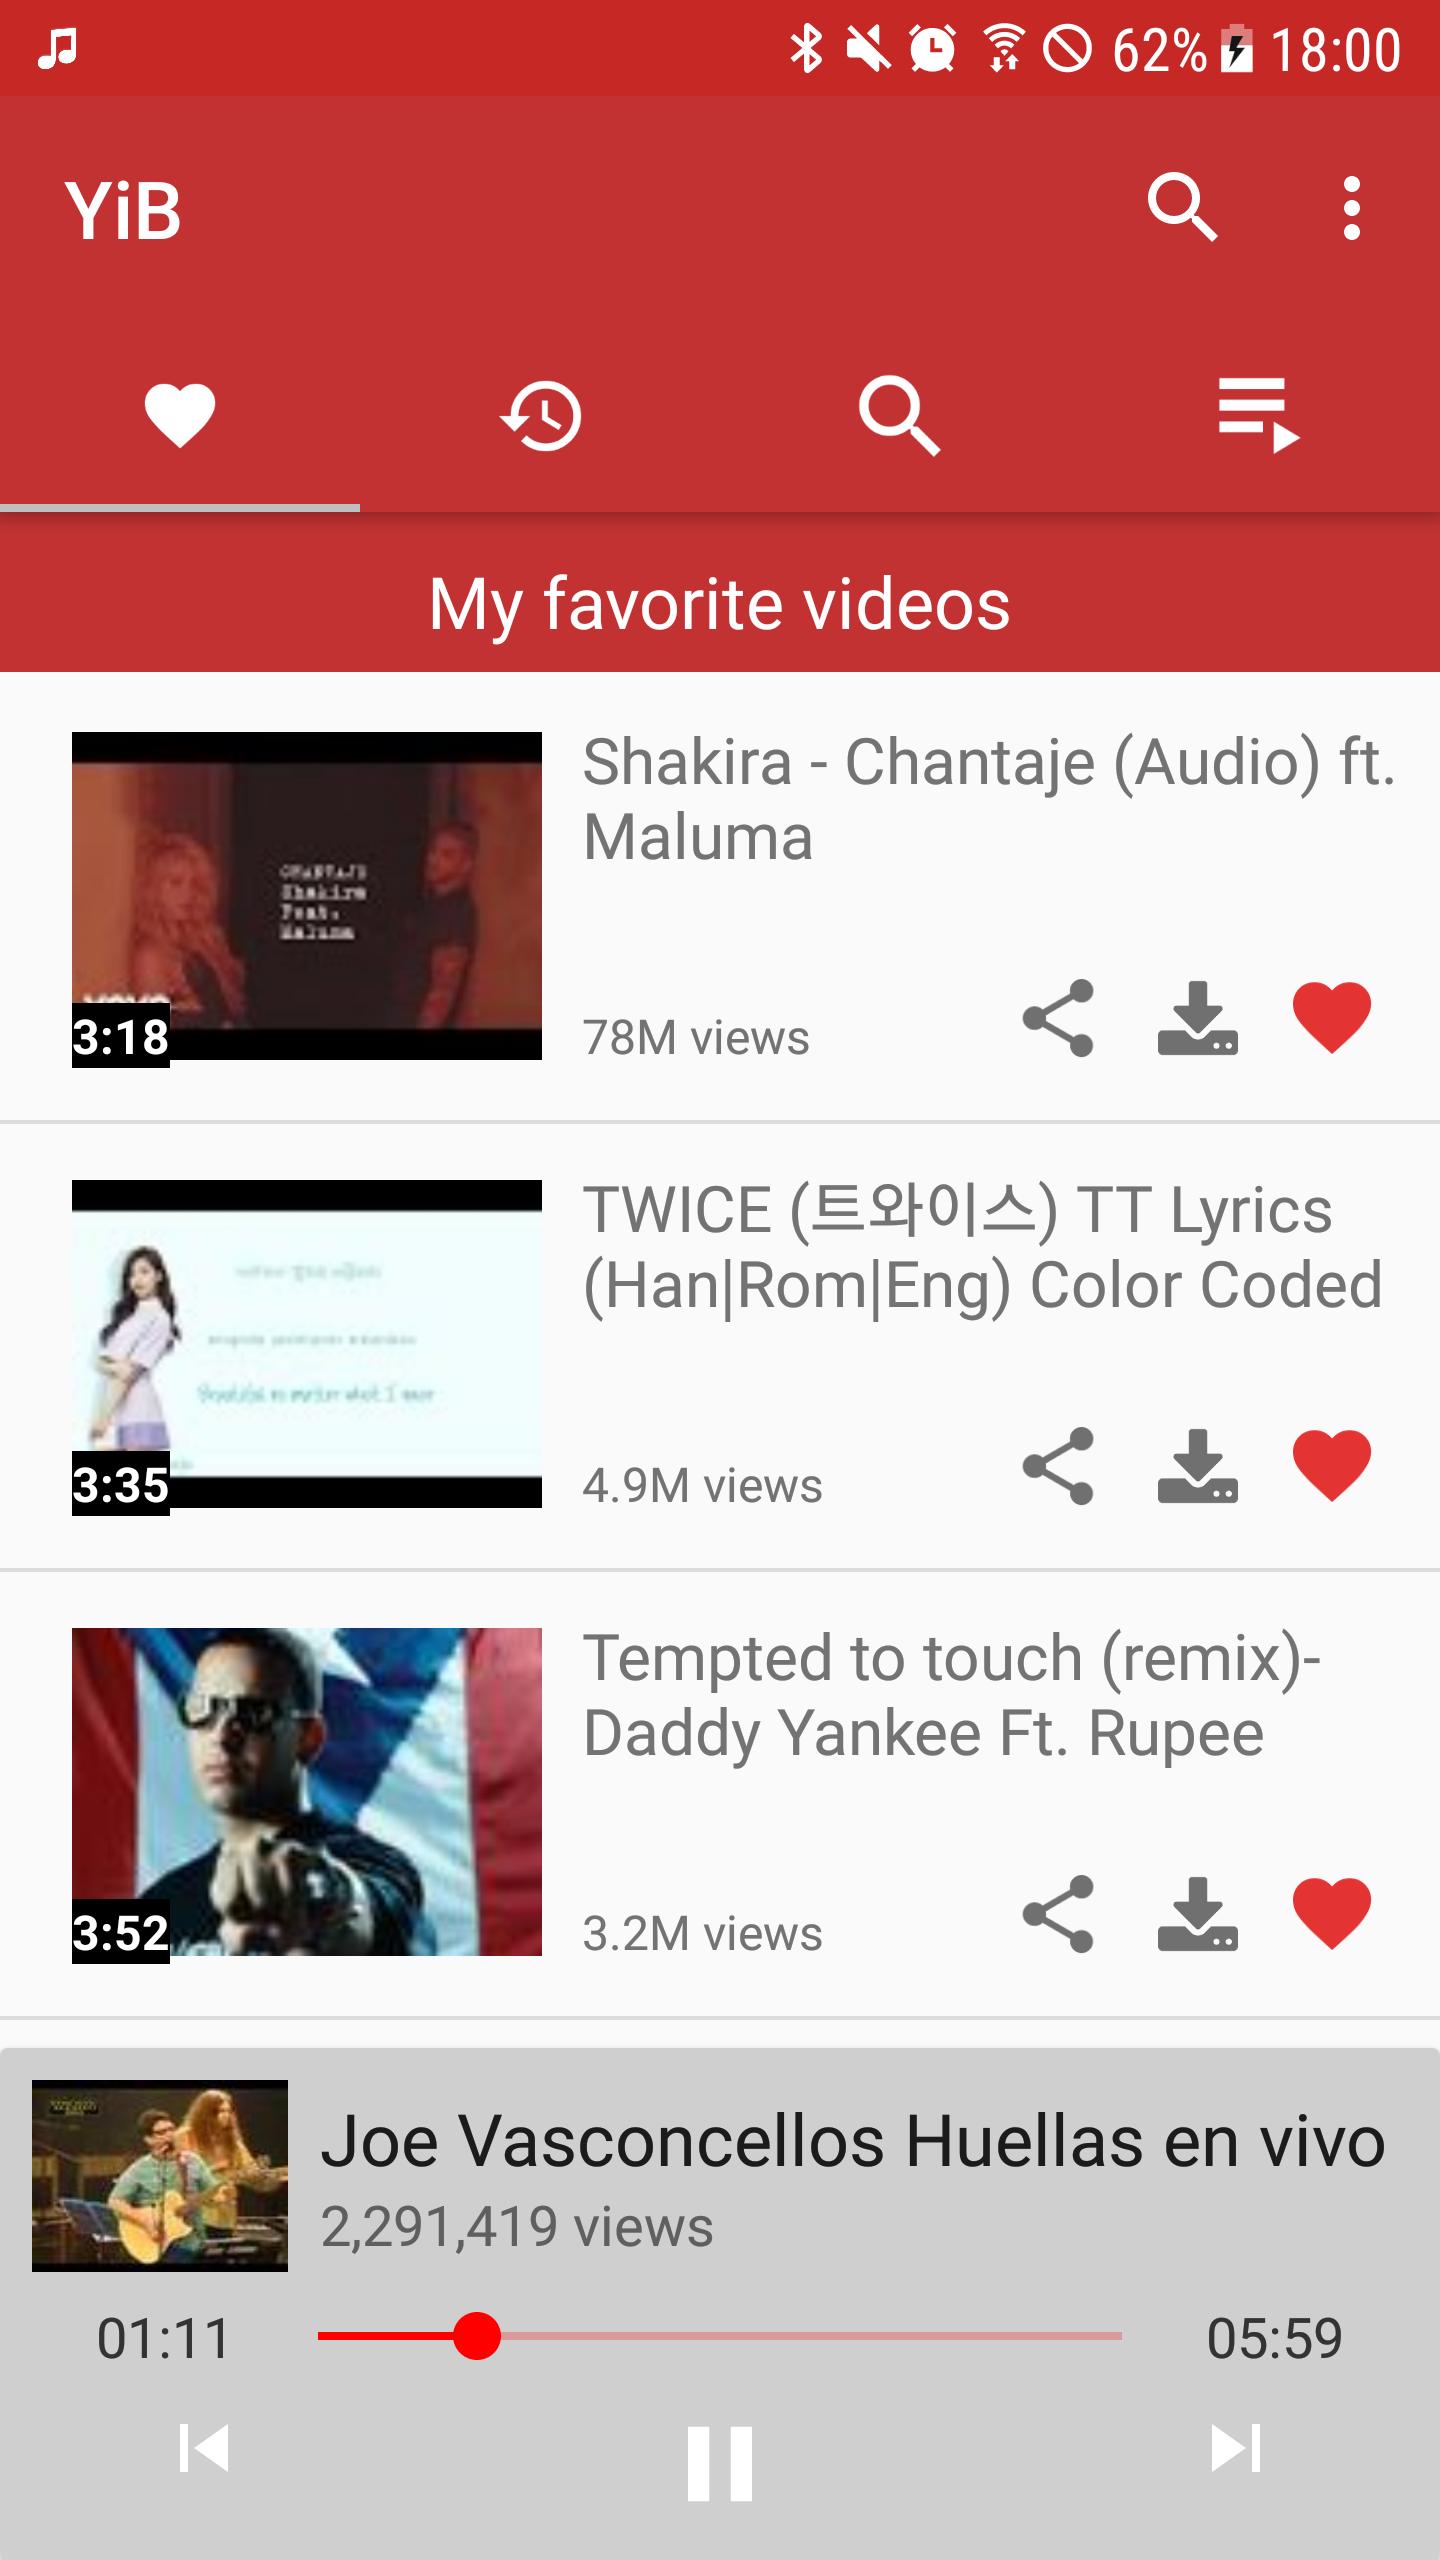 62% 18:00
YiB
My favorite videos
Shakira - Chantaje (Audio) ft.
Maluma
CHANTAJE
Shakira
Feat.
Maluma
3:18
78M views
TWICE (트와이스) TT Lyrics
(Han|Rom|Eng) Color Coded
3:35
4.9M views
Tempted to touch (remix)-
Daddy Yankee Ft. Rupee
3:52
3.2M views
Joe Vasconcellos Huellas en vivo
2,291,419 views
01:11
05:59